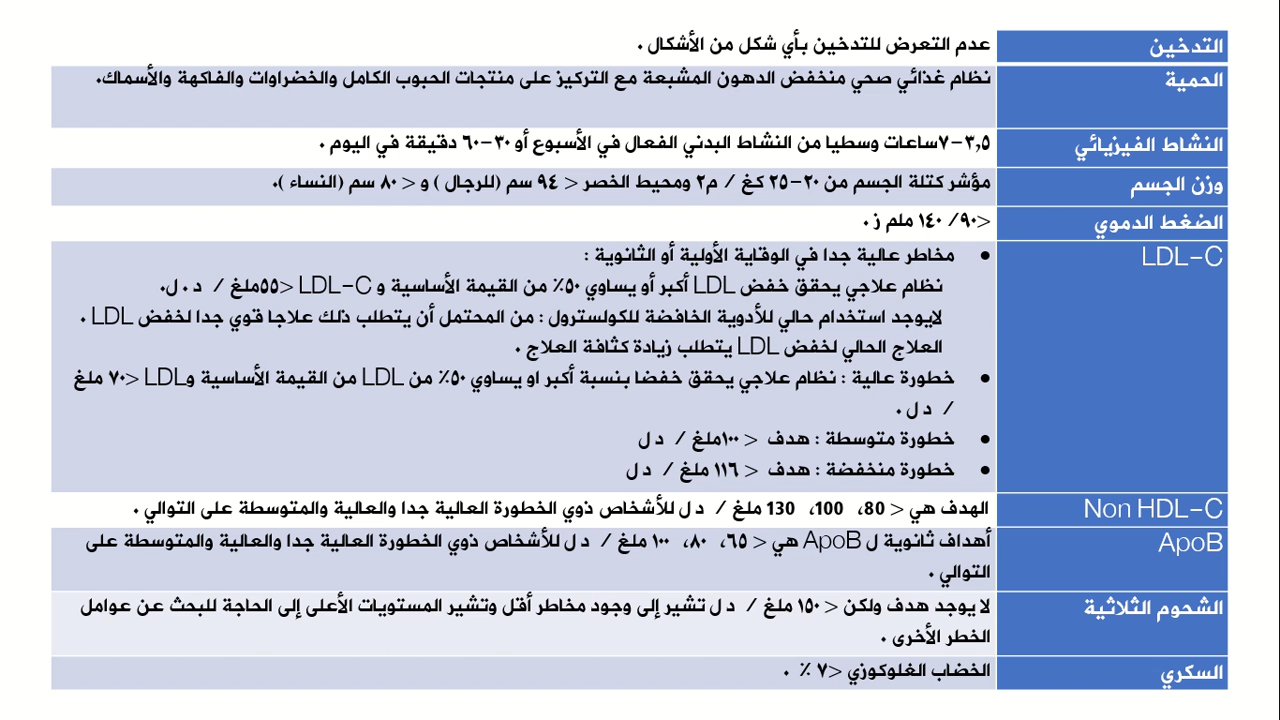 التدخين
عدم التعرض للتدخين بأي شكل من الأشكال .
الحمية
نظام غذائي صحي منخفض الدهون المشبعة مع التركيز على منتجات الحبوب الكامل والخضراوات والفاكهة والأسماك.
النشاط الفيزيائي
٣,٥–٧ساعات وسطيا من النشاط البدني الفعال في الأسبوع أو ٣٠–٦٠ دقيقة في اليوم .
وزن الجسم
مؤشر كتلة الجسم من ٢٠–٢٥ كغ / م٢ ومحيط الخصر < ٩٤ سم (للرجال ) و < ٨٠ سم (النساء ).
الضغط الدموي
<٩٠/ ١٤٠ ملم ز .
LDL–C
● مخاطر عالية جدا في الوقاية الأولية أو الثانوية :
نظام علاجي يحقق خفض LDL أكبر أو يساوي ٥٠٪ من القيمة الأساسية و LDL–C <٥٥ملغ / د . ل.
لايوجد استخدام حالي للأدوية الخافضة للكولسترول : من المحتمل أن يتطلب ذلك علاجا قوي جدا لخفض LDL .
العلاج الحالي لخفض LDL يتطلب زيادة كثافة العلاج .
● خطورة عالية : نظام علاجي يحقق خفضا بنسبة أكبر او يساوي ٥٠٪ من LDL من القيمة الأساسية وLDL <٧٠ ملغ
/ د ل .
● خطورة متوسطة : هدف < ١٠٠ملغ / د ل
● خطورة منخفضة : هدف < ١١٦ ملغ / د ل
Non HDL–C
الهدف هي < 80، 100، 130 ملغ / د ل للأشخاص ذوي الخطورة العالية جدا والعالية والمتوسطة على التوالي .
ApoB
أهداف ثانوية ل ApoB هي < ٦٥، ٨٠، ١٠٠ ملغ / د ل للأشخاص ذوي الخطورة العالية جدا والعالية والمتوسطة على
التوالي .
الشحوم الثلاثية
لا يوجد هدف ولكن < ١٥٠ ملغ / د ل تشير إلى وجود مخاطر أقل وتشير المستويات الأعلى إلى الحاجة للبحث عن عوامل
الخطر الأخرى .
السكري
الخضاب الغلوكوزي <٧ ٪ .